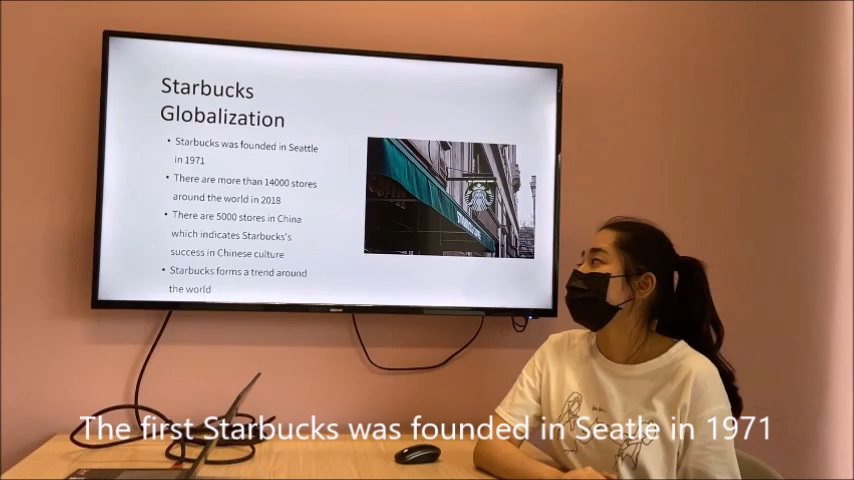 Starbucks
Globalization
• Starbucks was founded in Seattle
in 1971
• There are more than 14000 stores
around the world in 2018
• There are 5000 stores in China
which indicates Starbucks's
success in Chinese culture
• Starbucks forms a trend around
the world
The first Starbucks was founded in Seatle in 1971